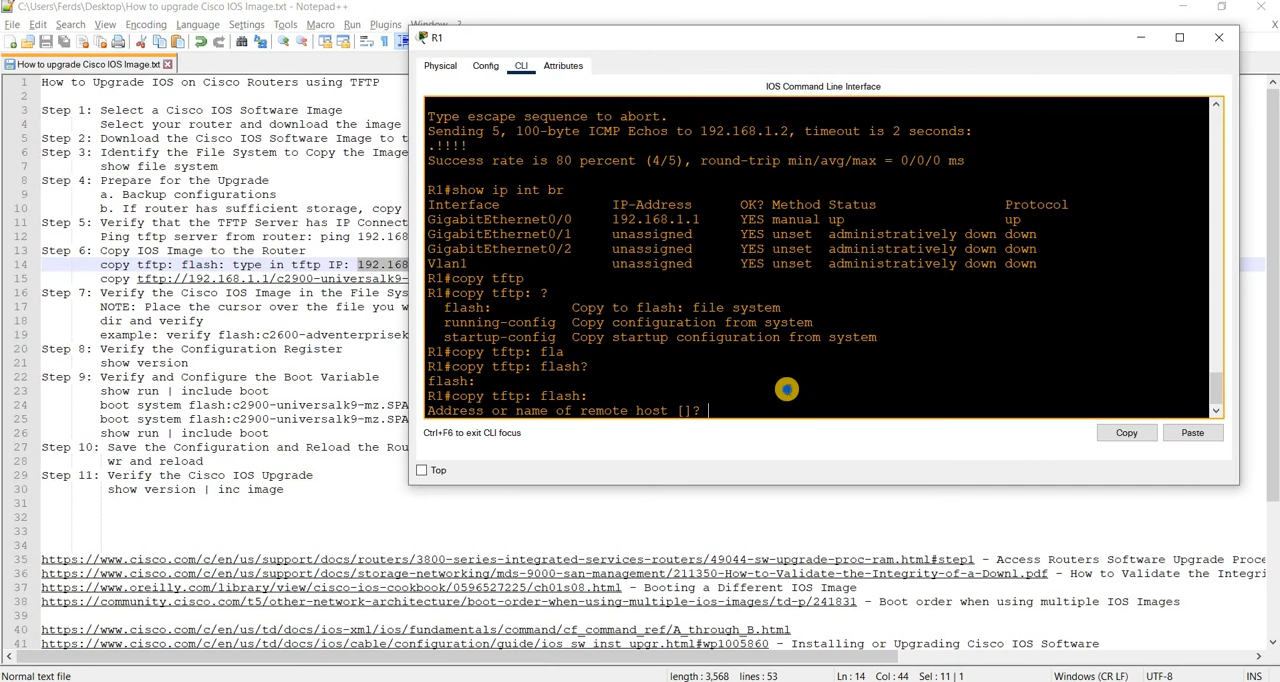 C:\Users\Ferds\Desktop\How to upgrade Cisco IOS Image.txt - Notepad++
File Edit Search View Encoding Language Settings Tools Macro Run Plugins Window ?
X
How to upgrade Cisco IOS Image.txt
1 How to Upgrade IOS on Cisco Routers using TFTP
2
3 Step 1: Select a Cisco IOS Software Image
4 Select your router and download the image
5 Step 2: Download the Cisco IOS Software Image to t
6 Step 3: Identify the File System to Copy the Image
7 show file system
8 Step 4: Prepare for the Upgrade
9 a. Backup configurations
10 b. If router has sufficient storage, copy
11 Step 5: Verify that the TFTP Server has IP Connect
12 Ping tftp server from router: ping 192.168
13 Step 6: Copy IOS Image to the Router
14 copy tftp: flash: type in tftp IP: 192.168
15 copy tftp://192.168.1.1/c2900-universalk9-
16 Step 7: Verify the Cisco IOS Image in the File Sys
17 NOTE: Place the cursor over the file you w
18 dir and verify
19 example: verify flash:c2600-adventerprisek
20 Step 8: Verify the Configuration Register
21 show version
22 Step 9: Verify and Configure the Boot Variable
23 show run | include boot
24 boot system flash:c2900-universalk9-mz.SPA
25 boot system flash:c2900-universalk9-mz.SPA
26 show run | include boot
27 Step 10: Save the Configuration and Reload the Rou
28 wr and reload
29 Step 11: Verify the Cisco IOS Upgrade
30 show version | inc image
31
32
33
34
35 https://www.cisco.com/c/en/us/support/docs/routers/3800-series-integrated-services-routers/49044-sw-upgrade-proc-ram.html#step1 - Access Routers Software Upgrade Proce
36 https://www.cisco.com/c/en/us/support/docs/storage-networking/mds-9000-san-management/211350-How-to-Validate-the-Integrity-of-a-Downl.pdf - How to Validate the Integri
37 https://www.oreilly.com/library/view/cisco-ios-cookbook/0596527225/ch01s08.html - Booting a Different IOS Image
38 https://community.cisco.com/t5/other-network-architecture/boot-order-when-using-multiple-ios-images/td-p/241831 - Boot order when using multiple IOS Images
39
40 https://www.cisco.com/c/en/us/td/docs/ios-xml/ios/fundamentals/command/cf_command_ref/A_through_B.html
41 https://www.cisco.com/c/en/us/td/docs/ios/cable/configuration/guide/ios_sw_inst_upgr.html#wp1005860 - Installing or Upgrading Cisco IOS Software
Normal text file length : 3,568 lines : 53 Ln : 14 Col : 44 Sel : 11 | 1 Windows (CR LF) UTF-8 INS
R1
Physical Config CLI Attributes
IOS Command Line Interface
Type escape sequence to abort.
Sending 5, 100-byte ICMP Echos to 192.168.1.2, timeout is 2 seconds:
.!!!!
Success rate is 80 percent (4/5), round-trip min/avg/max = 0/0/0 ms
R1#show ip int br
Interface IP-Address OK? Method Status Protocol
GigabitEthernet0/0 192.168.1.1 YES manual up up
GigabitEthernet0/1 unassigned YES unset administratively down down
GigabitEthernet0/2 unassigned YES unset administratively down down
Vlan1 unassigned YES unset administratively down down
R1#copy tftp
R1#copy tftp: ?
flash: Copy to flash: file system
running-config Copy configuration from system
startup-config Copy startup configuration from system
R1#copy tftp: fla
R1#copy tftp: flash?
flash:
R1#copy tftp: flash:
Address or name of remote host []?
Ctrl+F6 to exit CLI focus
Copy
Paste
Top